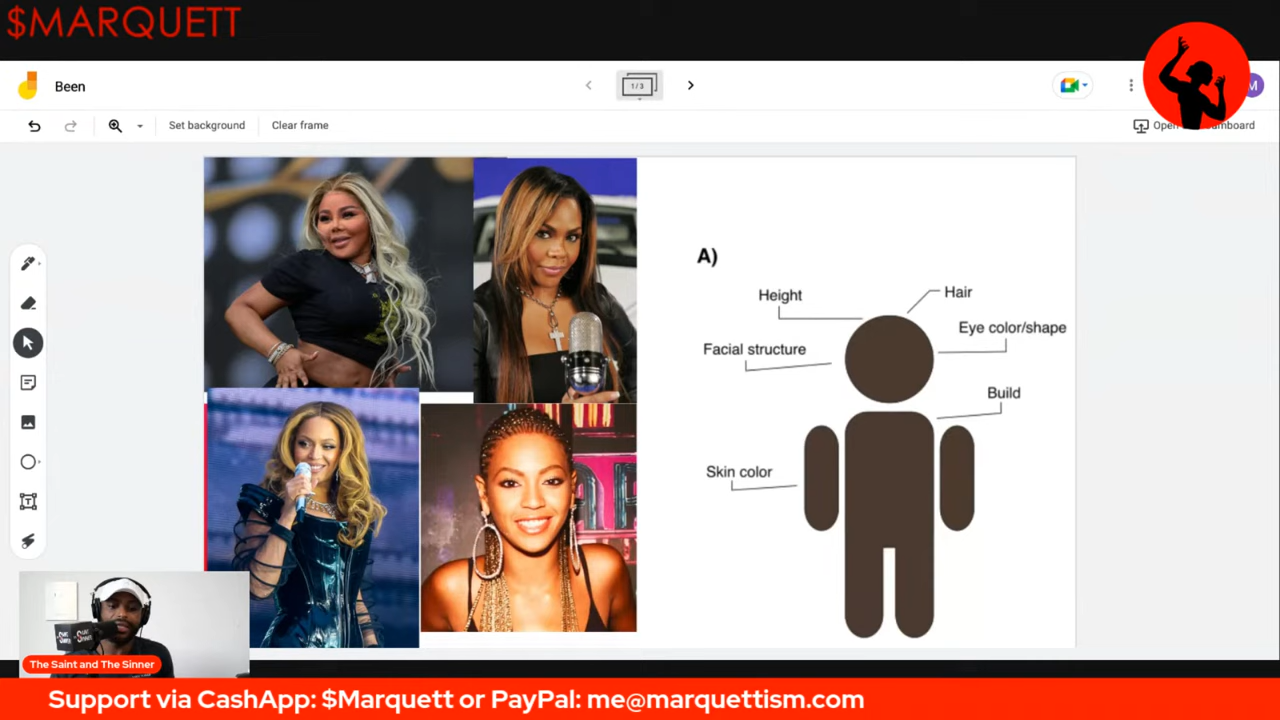 $MARQUETT
Been
1/3
M
Set background
Clear frame
Open
amboard
A)
Height
Hair
Eye color/shape
Facial structure
Build
Skin color
The Saint and The Sinner
Support via CashApp: $Marquett or PayPal: me@marquettism.com